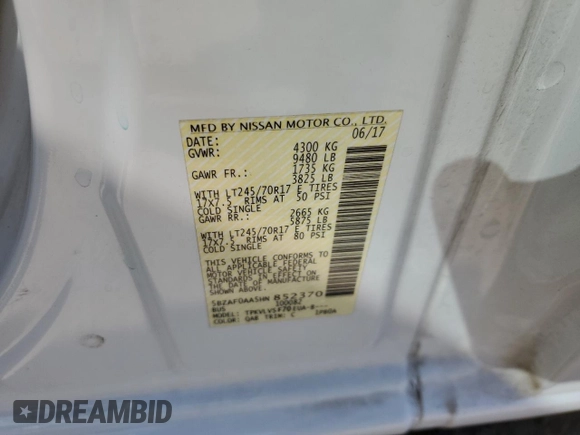 MFD BY NISSAN MOTOR CO., LTD.
DATE: 06/17
GVWR: 4300 KG
9480 LB
GAWR FR.: 1735 KG
3825 LB
WITH LT245/70R17 E TIRES
17X7.5 RIMS AT 50 PSI
COLD SINGLE
GAWR RR.: 2665 KG
5875 LB
WITH LT245/70R17 E TIRES
17X7.5 RIMS AT 80 PSI
COLD SINGLE
THIS VEHICLE CONFORMS TO
ALL APPLICABLE FEDERAL
MOTOR VEHICLE SAFETY
STANDARDS IN EFFECT ON
THE DATE OF MANUFACTURE
SHOWN ABOVE.
5BZAF0AA5HN 852370
BUS
MODEL:
COLOR: QAB TRIM: C
DREAMBID